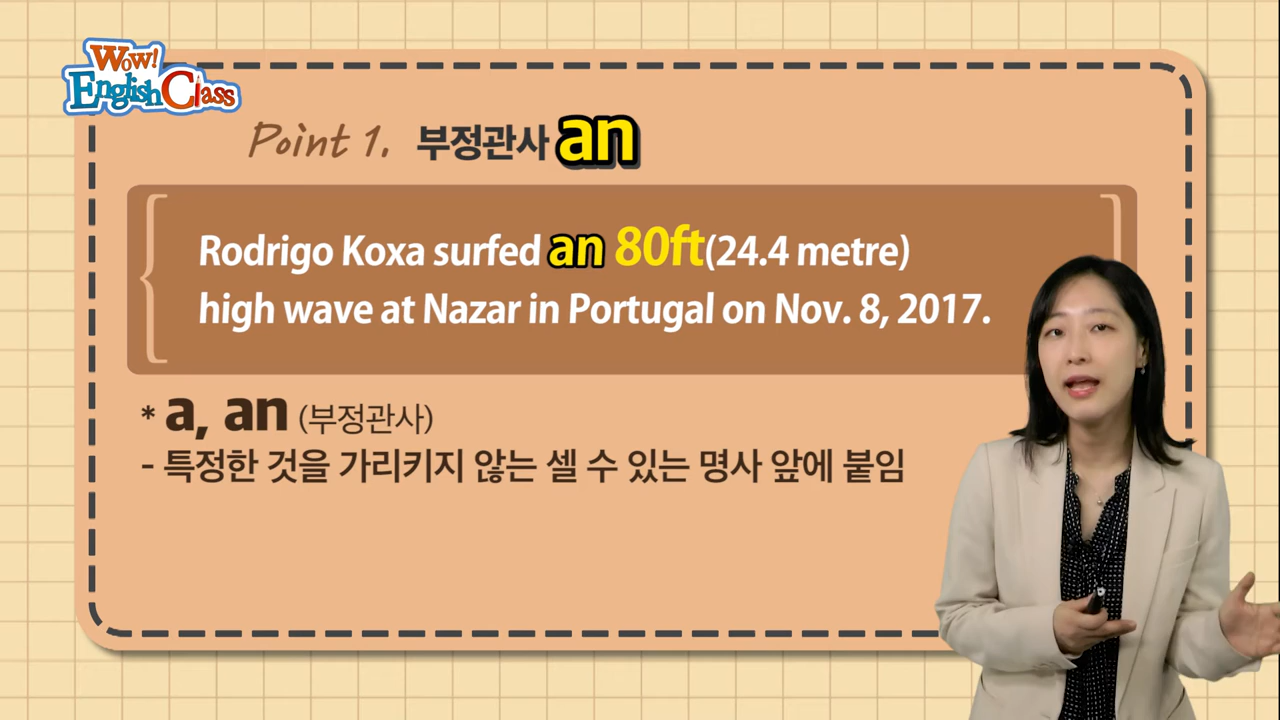 Wow!
English Class
Point 1. 부정관사 an
Rodrigo Koxa surfed an 80ft(24.4 metre)
high wave at Nazar in Portugal on Nov. 8, 2017.
* a, an (부정관사)
- 특정한 것을 가리키지 않는 셀 수 있는 명사 앞에 붙임